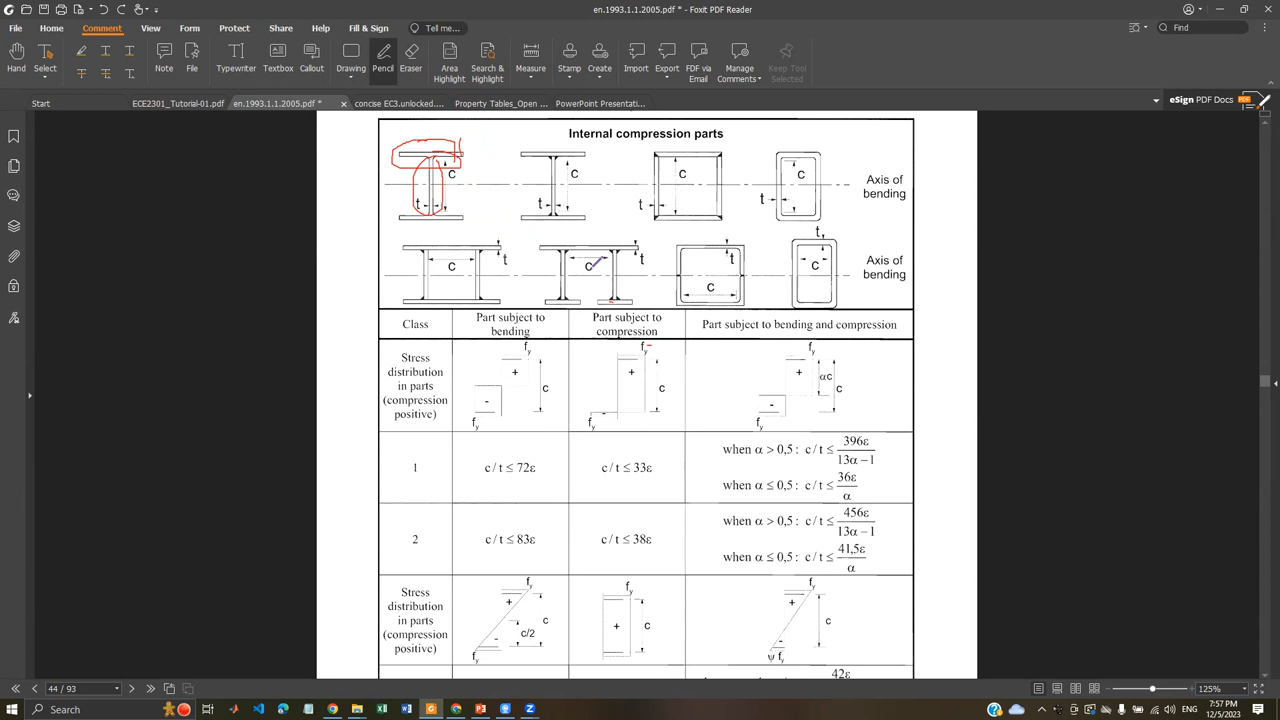 en.1993.1.1.2005.pdf * - Foxit PDF Reader
File Home Comment View Form Protect Share Help Fill & Sign Tell me... Find
Hand Select Note File Typewriter Textbox Callout Drawing Pencil Eraser Area Highlight Search & Highlight Measure Stamp Create Import Export FDF via Email Manage Comments Keep Tool Selected
Start ECE2301_Tutorial-01.pdf en.1993.1.1.2005.pdf * concise EC3.unlocked.... Property Tables_Open ... PowerPoint Presentati... eSign PDF Docs
Internal compression parts
c c c c
t t t t
Axis of bending
c c c c
t t t t
Axis of bending
Class
Part subject to bending
Part subject to compression
Part subject to bending and compression
Stress distribution in parts (compression positive)
fy + - fy c
fy + c
fy + - fy αc c
1
c / t ≤ 72ε
c / t ≤ 33ε
when α > 0,5 : c / t ≤ 396ε / 13α − 1
when α ≤ 0,5 : c / t ≤ 36ε / α
2
c / t ≤ 83ε
c / t ≤ 38ε
when α > 0,5 : c / t ≤ 456ε / 13α − 1
when α ≤ 0,5 : c / t ≤ 41,5ε / α
Stress distribution in parts (compression positive)
fy + - fy c/2 c
fy + c
fy + - ψ fy c
42ε
44 / 93 125%
Search 7:57 PM
12/5/2023